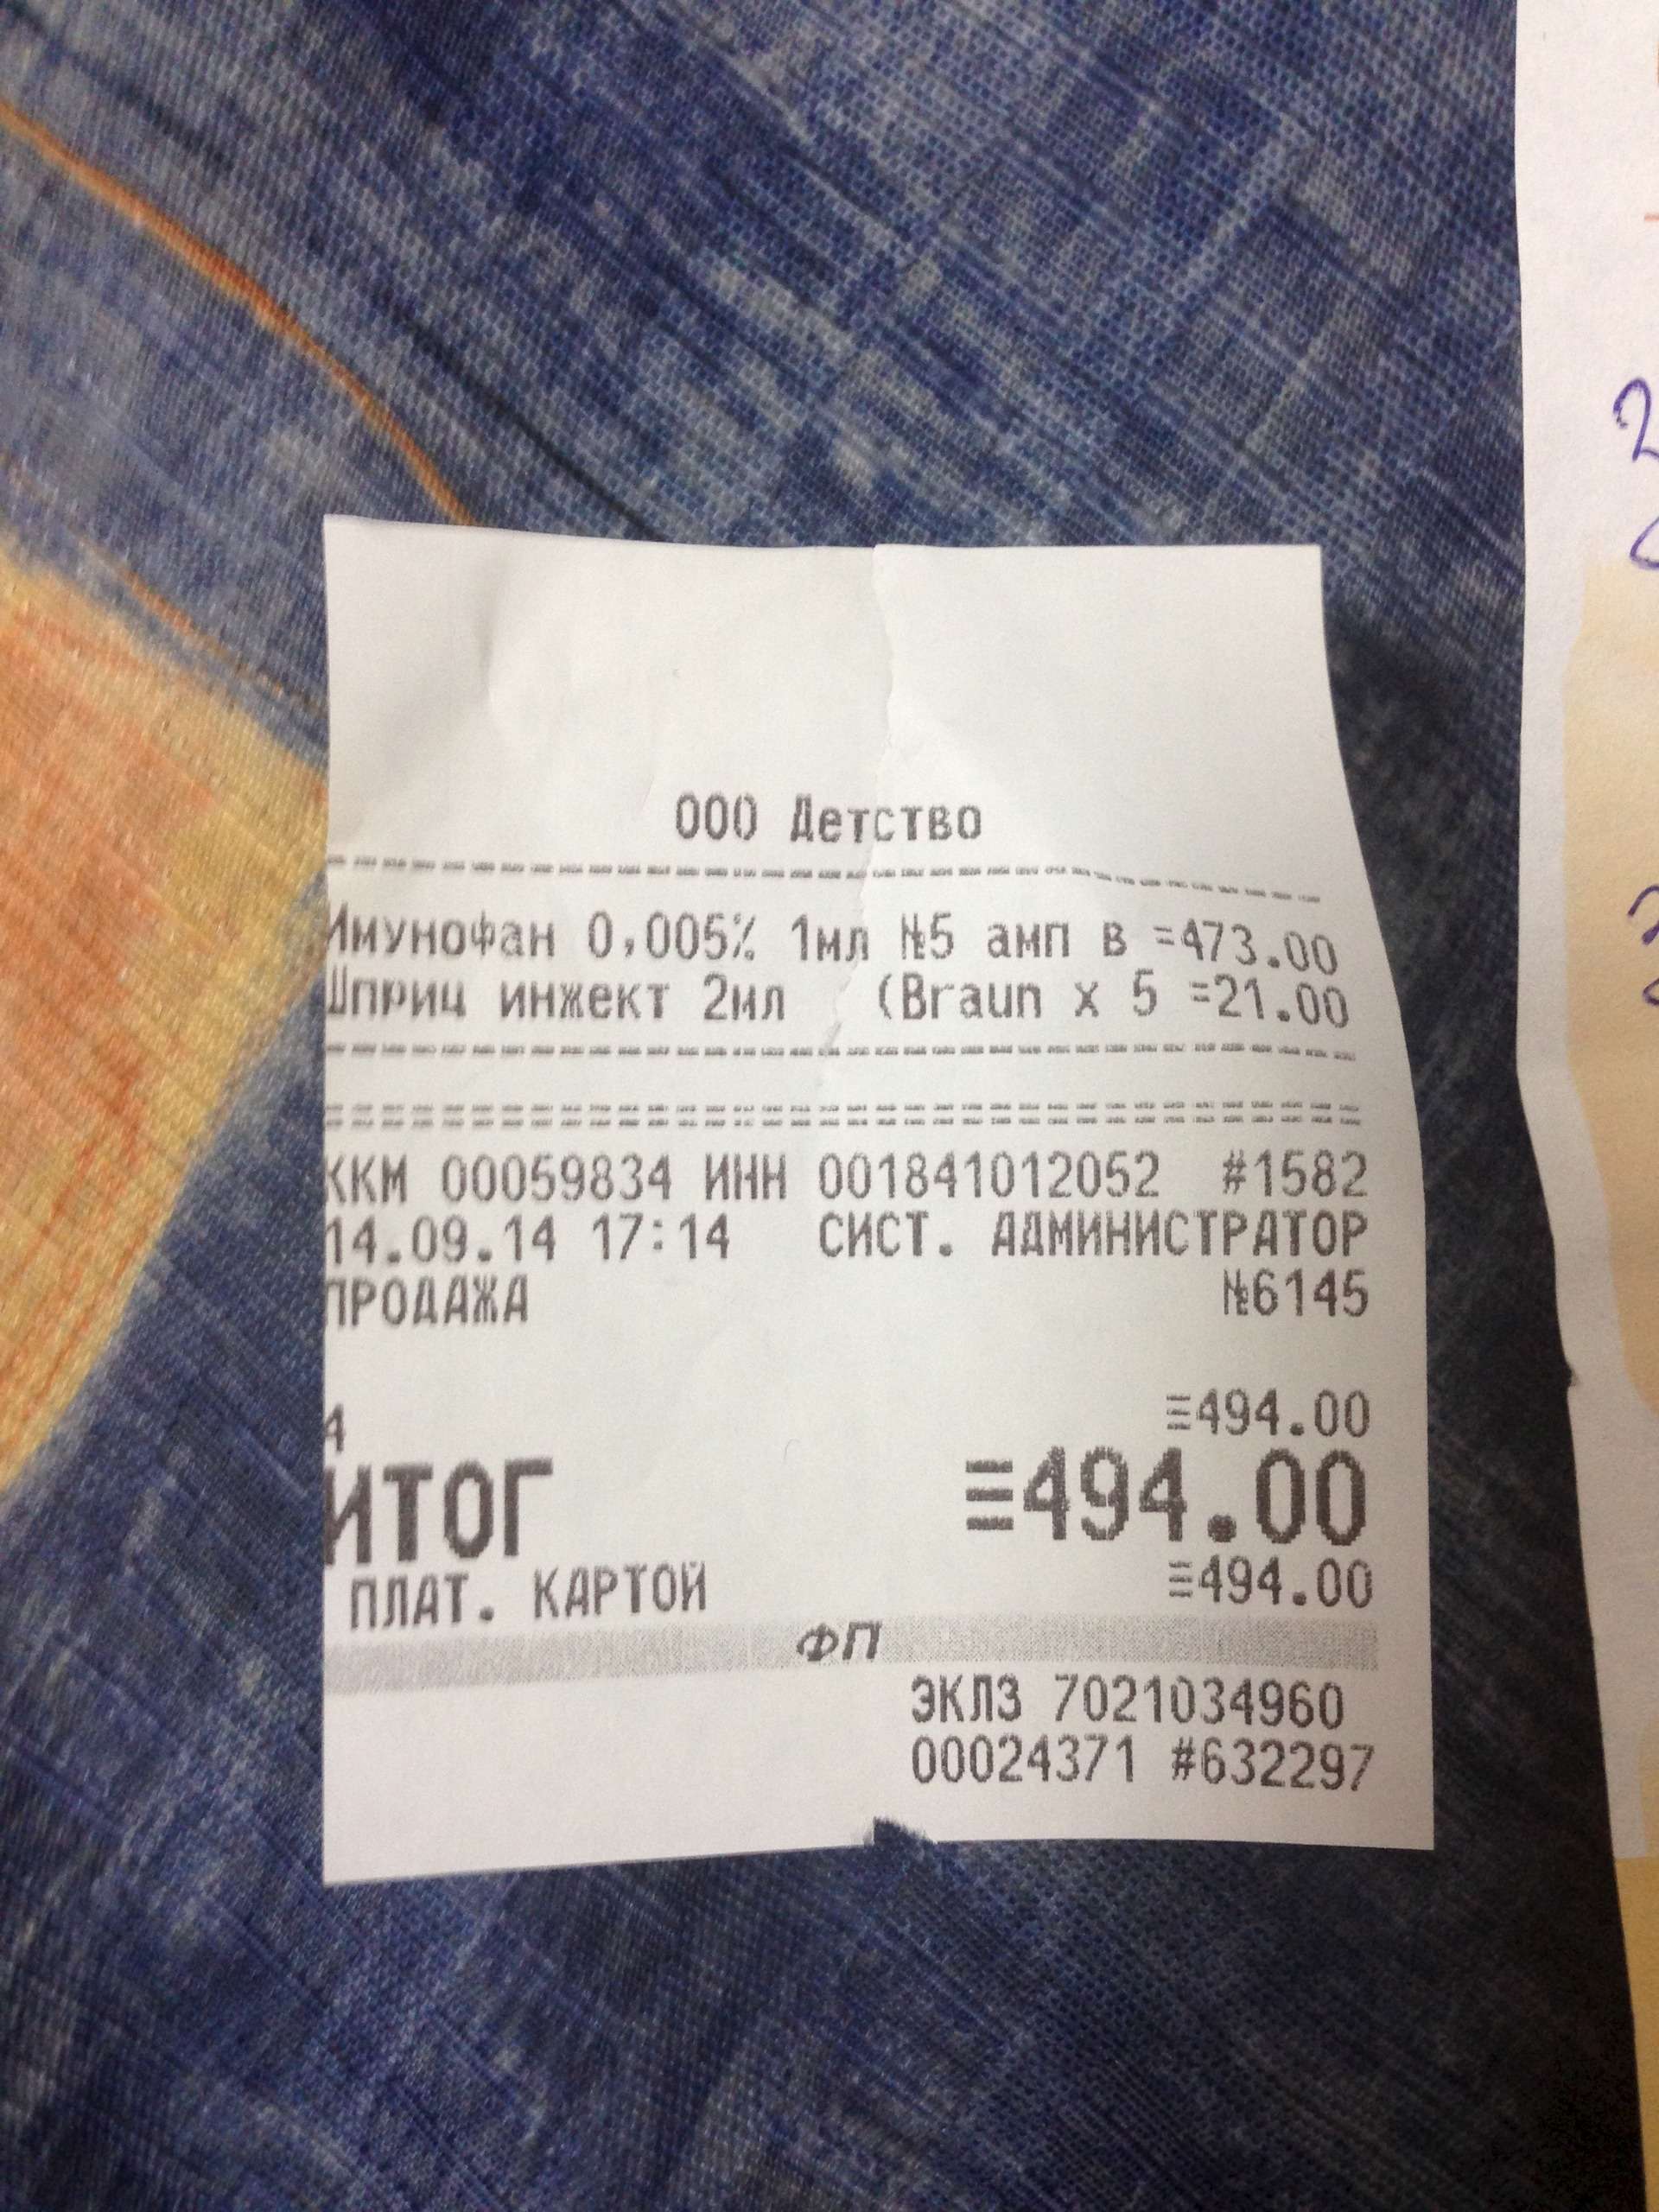 ООО Детство
Имунофан 0,005% 1мл №5 амп в =473.00
Шприц инжект 2мл (Braun x 5 =21.00
ККМ 00059834 ИНН 001841012052 #1582
14.09.14 17:14 СИСТ. АДМИНИСТРАТОР
ПРОДАЖА №6145
4 ≡494.00
ИТОГ ≡494.00
ПЛАТ. КАРТОЙ ≡494.00
ФП
ЭКЛЗ 7021034960
00024371 #632297